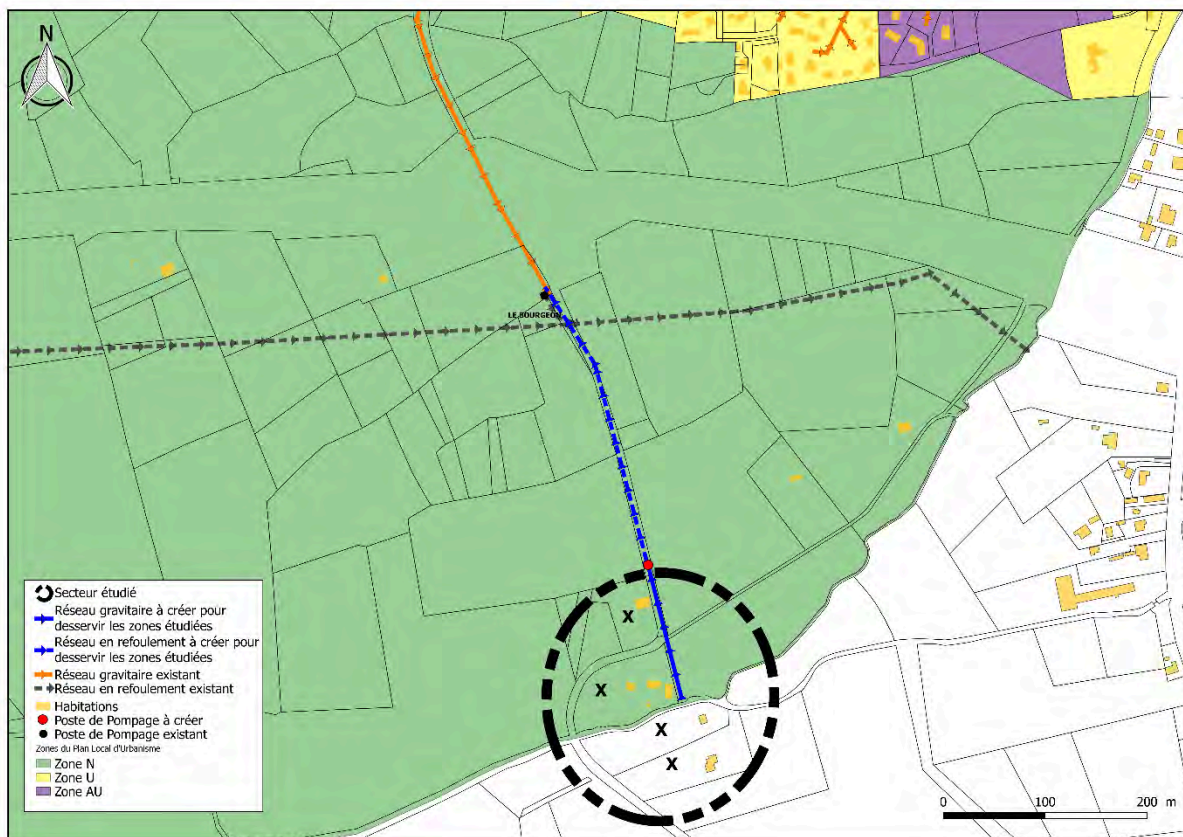 N
LE BOURGEON
X
X
X
X
Secteur étudié
Réseau gravitaire à créer pour
desservir les zones étudiées
Réseau en refoulement à créer pour
desservir les zones étudiées
Réseau gravitaire existant
Réseau en refoulement existant
Habitations
Poste de Pompage à créer
Poste de Pompage existant
Zones du Plan Local d'Urbanisme
Zone N
Zone U
Zone AU
0 100 200 m